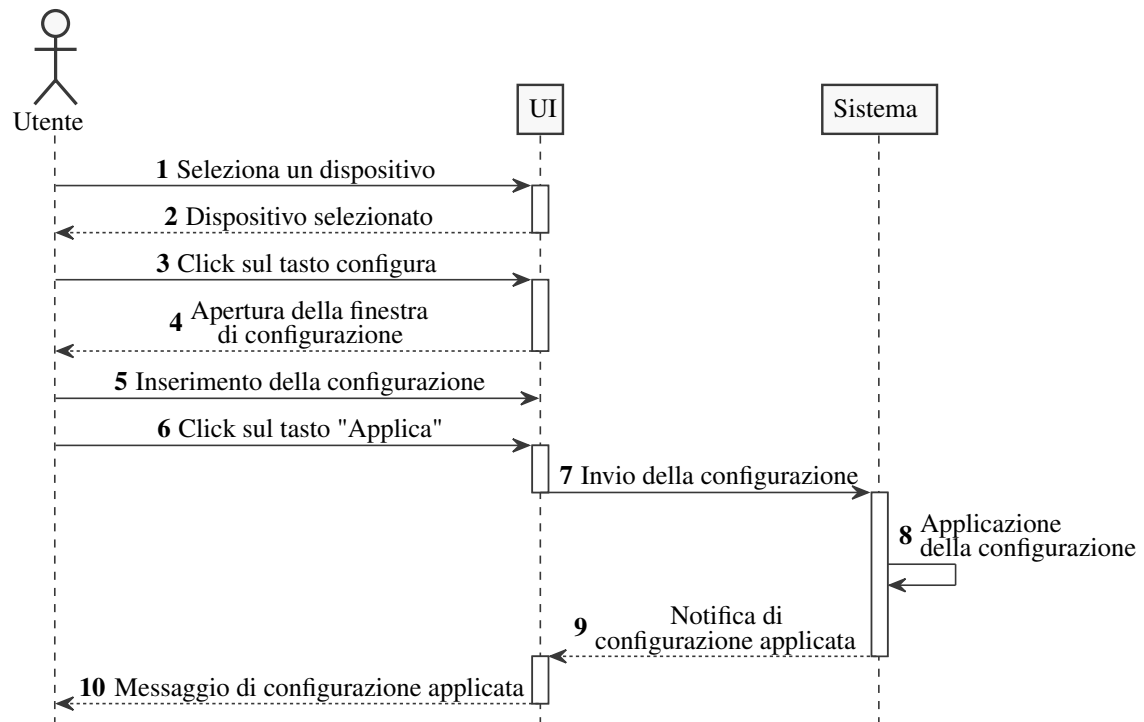 Utente
UI
Sistema
1 Seleziona un dispositivo
2 Dispositivo selezionato
3 Click sul tasto configura
4 Apertura della finestra
di configurazione
5 Inserimento della configurazione
6 Click sul tasto "Applica"
7 Invio della configurazione
8 Applicazione
della configurazione
9 Notifica di
configurazione applicata
10 Messaggio di configurazione applicata